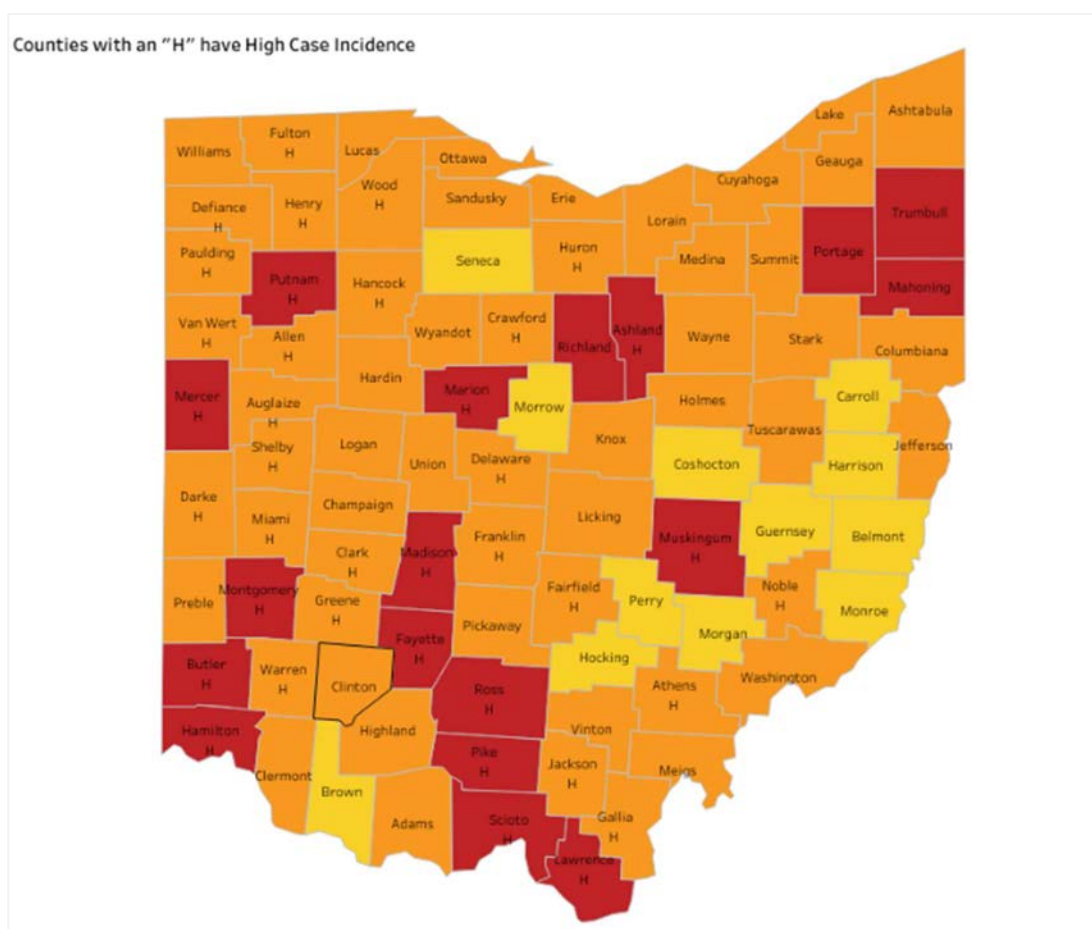 Counties with an “H” have High Case Incidence
Ashtabula
Lake
Fulton
H
Lucas
Williams
Ottawa
Geauga
Cuyahoga
Wood
H
Sandusky
Erie
Defiance
H
Henry
H
Lorain
Trumbull
Paulding
H
Seneca
Huron
H
Medina
Summit
Portage
Putnam
H
Hancock
H
Mahoning
Van Wert
H
Allen
H
Wyandot
Crawford
H
Richland
Ashland
H
Wayne
Stark
Columbiana
Hardin
Mercer
H
Auglaize
H
Marion
H
Morrow
Holmes
Carroll
Tuscarawas
Shelby
H
Logan
Union
Delaware
H
Knox
Coshocton
Harrison
Jefferson
Darke
H
Miami
H
Champaign
Licking
Franklin
H
Muskingum
H
Guernsey
Belmont
Clark
H
Madison
H
Preble
Montgomery
H
Greene
H
Fairfield
H
Perry
Noble
H
Monroe
Pickaway
Fayette
H
Morgan
Hocking
Butler
H
Warren
H
Clinton
Ross
H
Athens
H
Washington
Hamilton
H
Highland
Vinton
Clermont
Brown
Pike
H
Jackson
H
Meigs
Adams
Scioto
H
Gallia
H
Lawrence
H